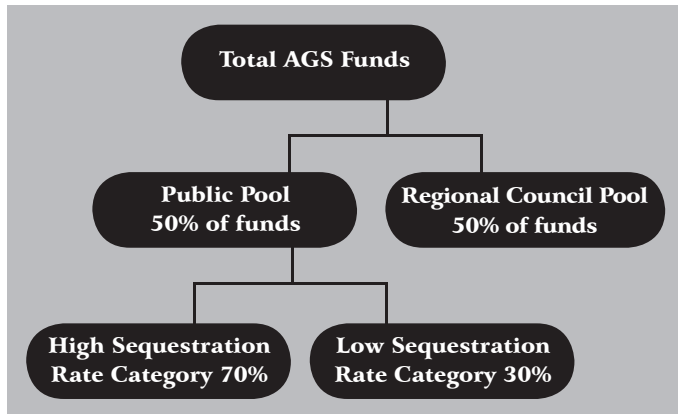 Total AGS Funds
Public Pool
50% of funds
Regional Council Pool
50% of funds
High Sequestration
Rate Category 70%
Low Sequestration
Rate Category 30%